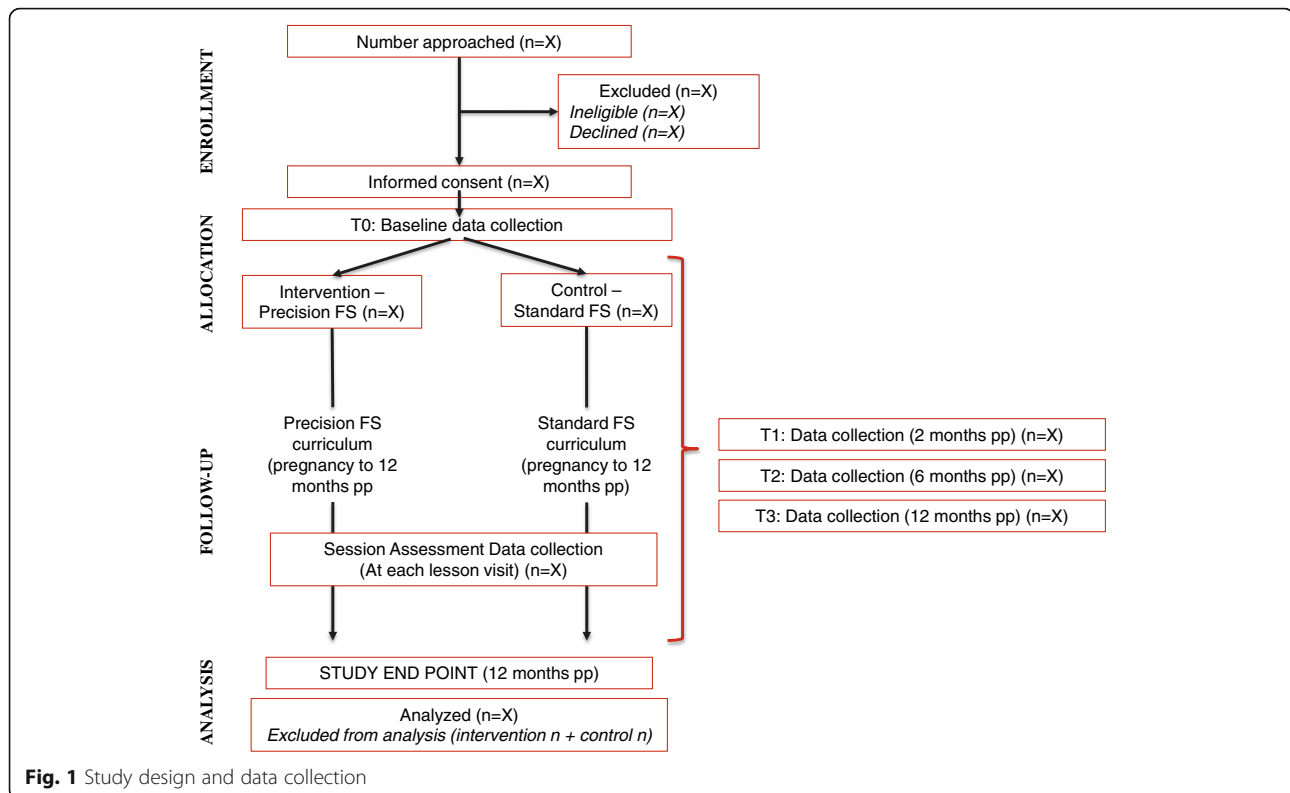 ENROLLMENT
Number approached (n=X)
Excluded (n=X)
Ineligible (n=X)
Declined (n=X)
Informed consent (n=X)
ALLOCATION
T0: Baseline data collection
Intervention –
Precision FS (n=X)
Control –
Standard FS (n=X)
FOLLOW-UP
Precision FS
curriculum
(pregnancy to 12
months pp
Standard FS
curriculum
(pregnancy to 12
months pp)
T1: Data collection (2 months pp) (n=X)
T2: Data collection (6 months pp) (n=X)
T3: Data collection (12 months pp) (n=X)
Session Assessment Data collection
(At each lesson visit) (n=X)
ANALYSIS
STUDY END POINT (12 months pp)
Analyzed (n=X)
Excluded from analysis (intervention n + control n)
Fig. 1 Study design and data collection